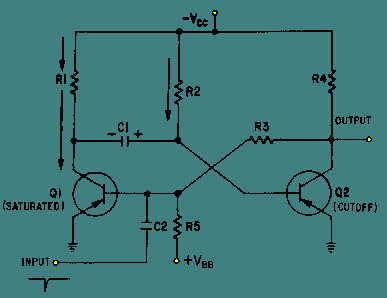 -VCC
R1
R2
R4
C1
- +
R3
OUTPUT
Q1
(SATURATED)
Q2
(CUTOFF)
C2
R5
INPUT
+VBB